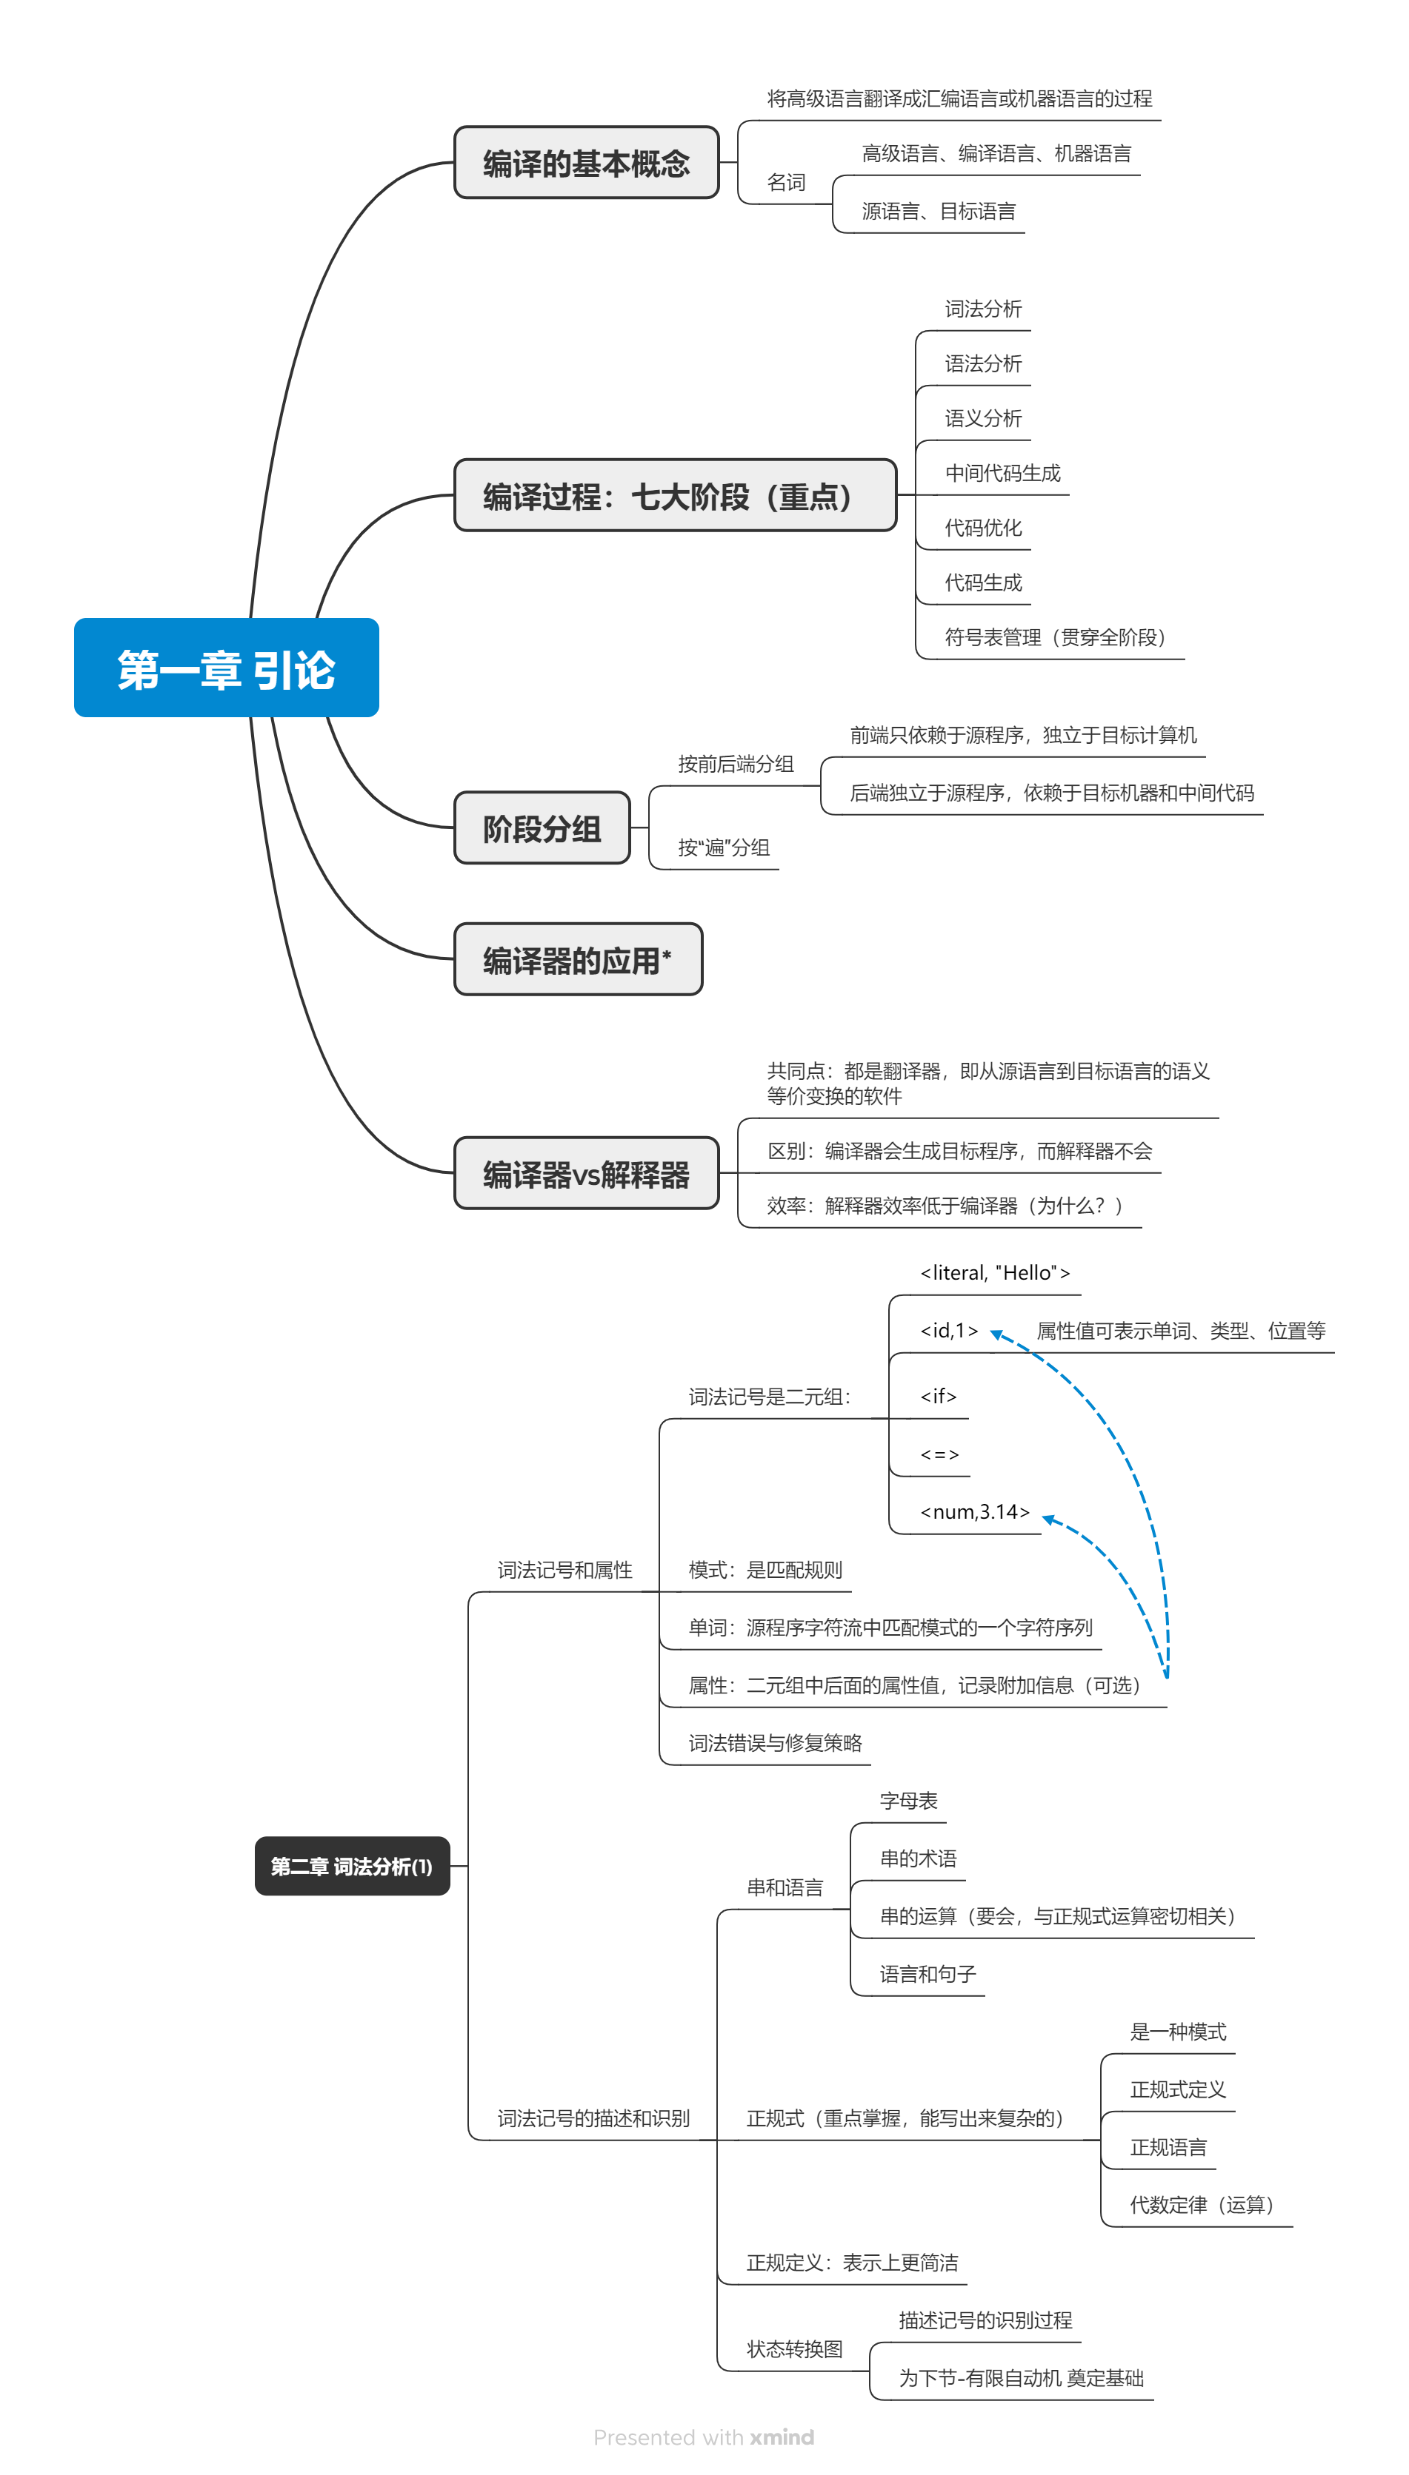 将高级语言翻译成汇编语言或机器语言的过程
编译的基本概念
高级语言、编译语言、机器语言
名词
源语言、目标语言
词法分析
语法分析
语义分析
中间代码生成
编译过程：七大阶段（重点）
代码优化
代码生成
符号表管理（贯穿全阶段）
第一章 引论
前端只依赖于源程序，独立于目标计算机
按前后端分组
后端独立于源程序，依赖于目标机器和中间代码
阶段分组
按“遍”分组
编译器的应用*
共同点：都是翻译器，即从源语言到目标语言的语义
等价变换的软件
区别：编译器会生成目标程序，而解释器不会
编译器vs解释器
效率：解释器效率低于编译器（为什么？）
<literal, "Hello">
<id,1>
属性值可表示单词、类型、位置等
词法记号是二元组：
<if>
<=>
<num,3.14>
词法记号和属性
模式：是匹配规则
单词：源程序字符流中匹配模式的一个字符序列
属性：二元组中后面的属性值，记录附加信息（可选）
词法错误与修复策略
第二章 词法分析(1)
字母表
串的术语
串和语言
串的运算（要会，与正规式运算密切相关）
语言和句子
是一种模式
正规式定义
词法记号的描述和识别
正规式（重点掌握，能写出来复杂的）
正规语言
代数定律（运算）
正规定义：表示上更简洁
描述记号的识别过程
状态转换图
为下节-有限自动机 奠定基础
Presented with xmind